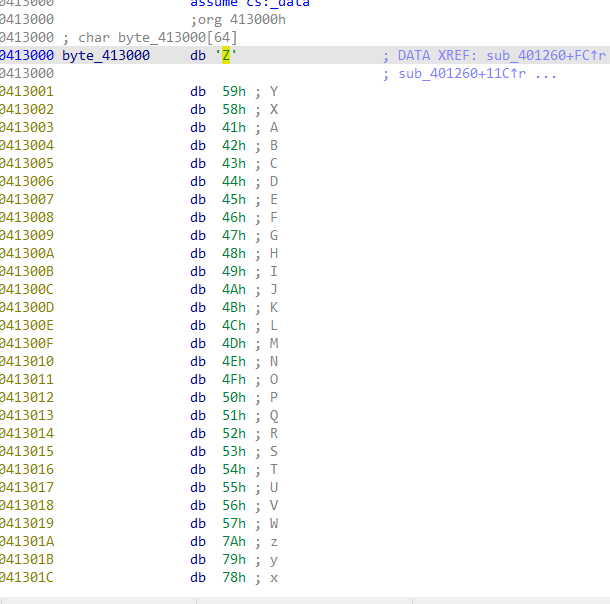 0413000 assume cs:_data
0413000 ;org 413000h
0413000 ; char byte_413000[64]
0413000 byte_413000 db 'Z' ; DATA XREF: sub_401260+FC↑r
0413000 ; sub_401260+11C↑r ...
0413001 db 59h ; Y
0413002 db 58h ; X
0413003 db 41h ; A
0413004 db 42h ; B
0413005 db 43h ; C
0413006 db 44h ; D
0413007 db 45h ; E
0413008 db 46h ; F
0413009 db 47h ; G
041300A db 48h ; H
041300B db 49h ; I
041300C db 4Ah ; J
041300D db 4Bh ; K
041300E db 4Ch ; L
041300F db 4Dh ; M
0413010 db 4Eh ; N
0413011 db 4Fh ; O
0413012 db 50h ; P
0413013 db 51h ; Q
0413014 db 52h ; R
0413015 db 53h ; S
0413016 db 54h ; T
0413017 db 55h ; U
0413018 db 56h ; V
0413019 db 57h ; W
041301A db 7Ah ; z
041301B db 79h ; y
041301C db 78h ; x